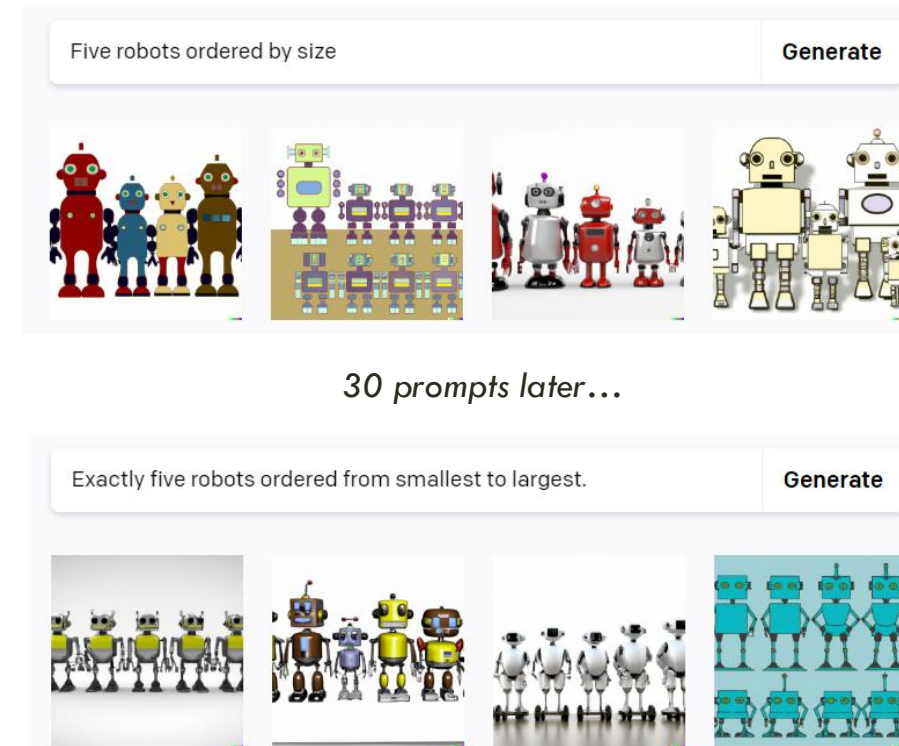 Five robots ordered by size
Generate
30 prompts later...
Exactly five robots ordered from smallest to largest.
Generate